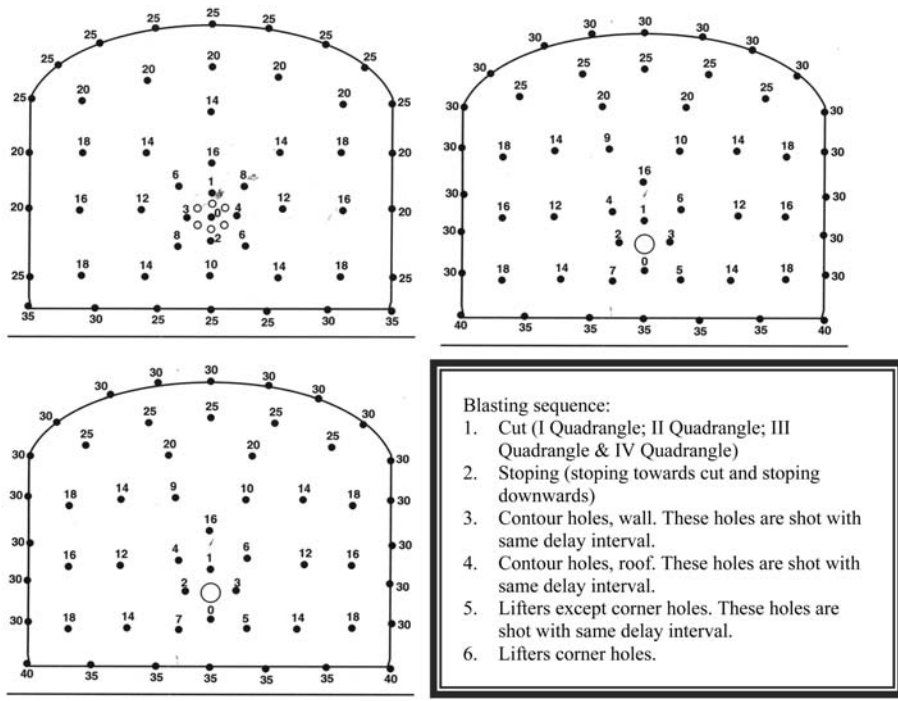 25
25 25
25 25
25 25
20
20 20
20 20
25 25
14
20 18 14 14 18 20
16
6 8
1
20 16 12 3 0 4 12 16 20
8 2 6
25 18 14 10 14 18 25
35 30 25 25 25 30 35
30
30 30
30 30
30 30
25 25 25
25 25
20 20
30 30
30 18 14 9 10 14 18 30
16
30 16 12 4 6 12 16 30
1
2 3
0
30 18 14 7 5 14 18 30
40 35 35 35 35 35 40
30
30 30
30 30
30 30
25 25 25
25 25
20 20
30 30
30 18 14 9 10 14 18 30
16
30 16 12 4 6 12 16 30
1
2 3
0
30 18 14 7 5 14 18 30
40 35 35 35 35 35 40
Blasting sequence:
1. Cut (I Quadrangle; II Quadrangle; III
Quadrangle & IV Quadrangle)
2. Stoping (stoping towards cut and stoping
downwards)
3. Contour holes, wall. These holes are shot with
same delay interval.
4. Contour holes, roof. These holes are shot with
same delay interval.
5. Lifters except corner holes. These holes are
shot with same delay interval.
6. Lifters corner holes.